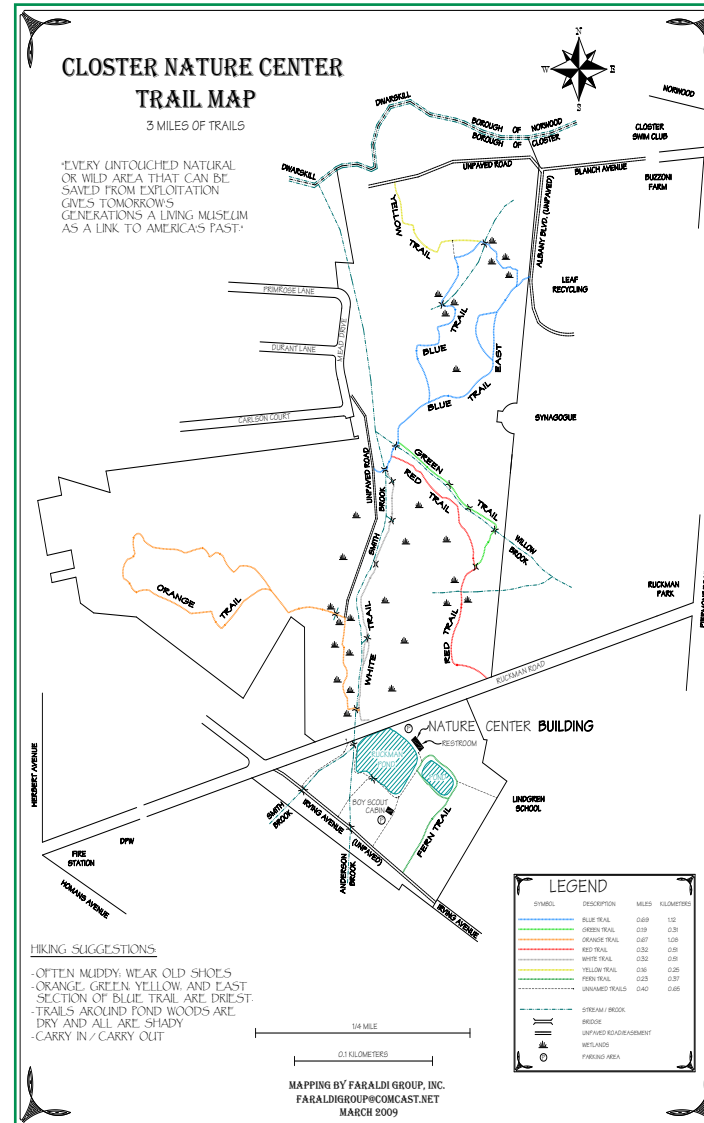 CLOSTER NATURE CENTER
TRAIL MAP
3 MILES OF TRAILS
"EVERY UNTOUCHED NATURAL
OR WILD AREA THAT CAN BE
SAVED FROM EXPLOITATION
GIVES TOMORROW'S
GENERATIONS A LIVING MUSEUM
AS A LINK TO AMERICA'S PAST."
N
W
E
S
DWARSKILL
BOROUGH OF NORWOOD
BOROUGH OF CLOSTER
NORWOOD
CLOSTER
SWIM CLUB
DWARSKILL
UNPAVED ROAD
BLANCH AVENUE
BUZZONI
FARM
YELLOW
TRAIL
ALBANY BLVD. (UNPAVED)
LEAF
RECYCLING
PRIMROSE LANE
MEAD DRIVE
DURANT LANE
CARLSON COURT
BLUE TRAIL
EAST
BLUE TRAIL
SYNAGOGUE
UNPAVED ROAD
GREEN TRAIL
RED TRAIL
SMITH
BROOK
WILLOW
BROOK
ORANGE TRAIL
WHITE TRAIL
RED TRAIL
RUCKMAN
PARK
RUCKMAN ROAD
NATURE CENTER BUILDING
P
RESTROOM
RUCKMAN
POND
BOY SCOUT
CABIN
P
FERN TRAIL
LINDGREN
SCHOOL
HERBERT AVENUE
SMITH
BROOK
IRVING AVENUE
(UNPAVED)
ANDERSON
BROOK
IRVING AVENUE
DPW
FIRE
STATION
HOMANS AVENUE
LEGEND
SYMBOL DESCRIPTION MILES KILOMETERS
BLUE TRAIL 0.69 1.12
GREEN TRAIL 0.19 0.31
ORANGE TRAIL 0.67 1.08
RED TRAIL 0.32 0.51
WHITE TRAIL 0.32 0.51
YELLOW TRAIL 0.16 0.25
FERN TRAIL 0.23 0.37
UNNAMED TRAILS 0.40 0.65
STREAM / BROOK
BRIDGE
UNPAVED ROAD/EASEMENT
WETLANDS
P PARKING AREA
HIKING SUGGESTIONS:
-OFTEN MUDDY: WEAR OLD SHOES
-ORANGE, GREEN, YELLOW, AND EAST
SECTION OF BLUE TRAIL ARE DRIEST.
-TRAILS AROUND POND WOODS ARE
DRY AND ALL ARE SHADY
-CARRY IN / CARRY OUT
1/4 MILE
0.1 KILOMETERS
MAPPING BY FARALDI GROUP, INC.
FARALDIGROUP@COMCAST.NET
MARCH 2009